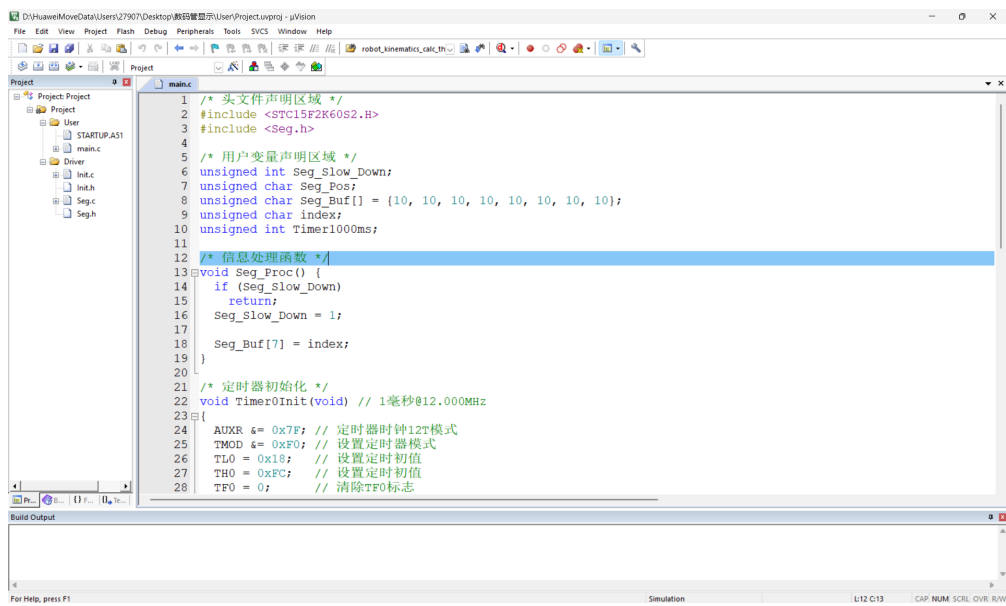 D:\HuaweiMoveData\Users\27907\Desktop\数码管显示\User\Project.uvproj - µVision
File Edit View Project Flash Debug Peripherals Tools SVCS Window Help
robot_kinematics_calc_th
Project
Project
main.c
Project: Project
Project
User
STARTUP.A51
main.c
Driver
Init.c
Init.h
Seg.c
Seg.h
1 /* 头文件声明区域 */
2 #include <STC15F2K60S2.H>
3 #include <Seg.h>
4
5 /* 用户变量声明区域 */
6 unsigned int Seg_Slow_Down;
7 unsigned char Seg_Pos;
8 unsigned char Seg_Buf[] = {10, 10, 10, 10, 10, 10, 10, 10};
9 unsigned char index;
10 unsigned int Timer1000ms;
11
12 /* 信息处理函数 */
13 void Seg_Proc() {
14 if (Seg_Slow_Down)
15 return;
16 Seg_Slow_Down = 1;
17
18 Seg_Buf[7] = index;
19 }
20
21 /* 定时器初始化 */
22 void Timer0Init(void) // 1毫秒@12.000MHz
23 {
24 AUXR &= 0x7F; // 定时器时钟12T模式
25 TMOD &= 0xF0; // 设置定时器模式
26 TL0 = 0x18; // 设置定时初值
27 TH0 = 0xFC; // 设置定时初值
28 TF0 = 0; // 清除TF0标志
Pr... B... {} F... Te...
Build Output
For Help, press F1 Simulation L:12 C:13 CAP NUM SCRL OVR R/W